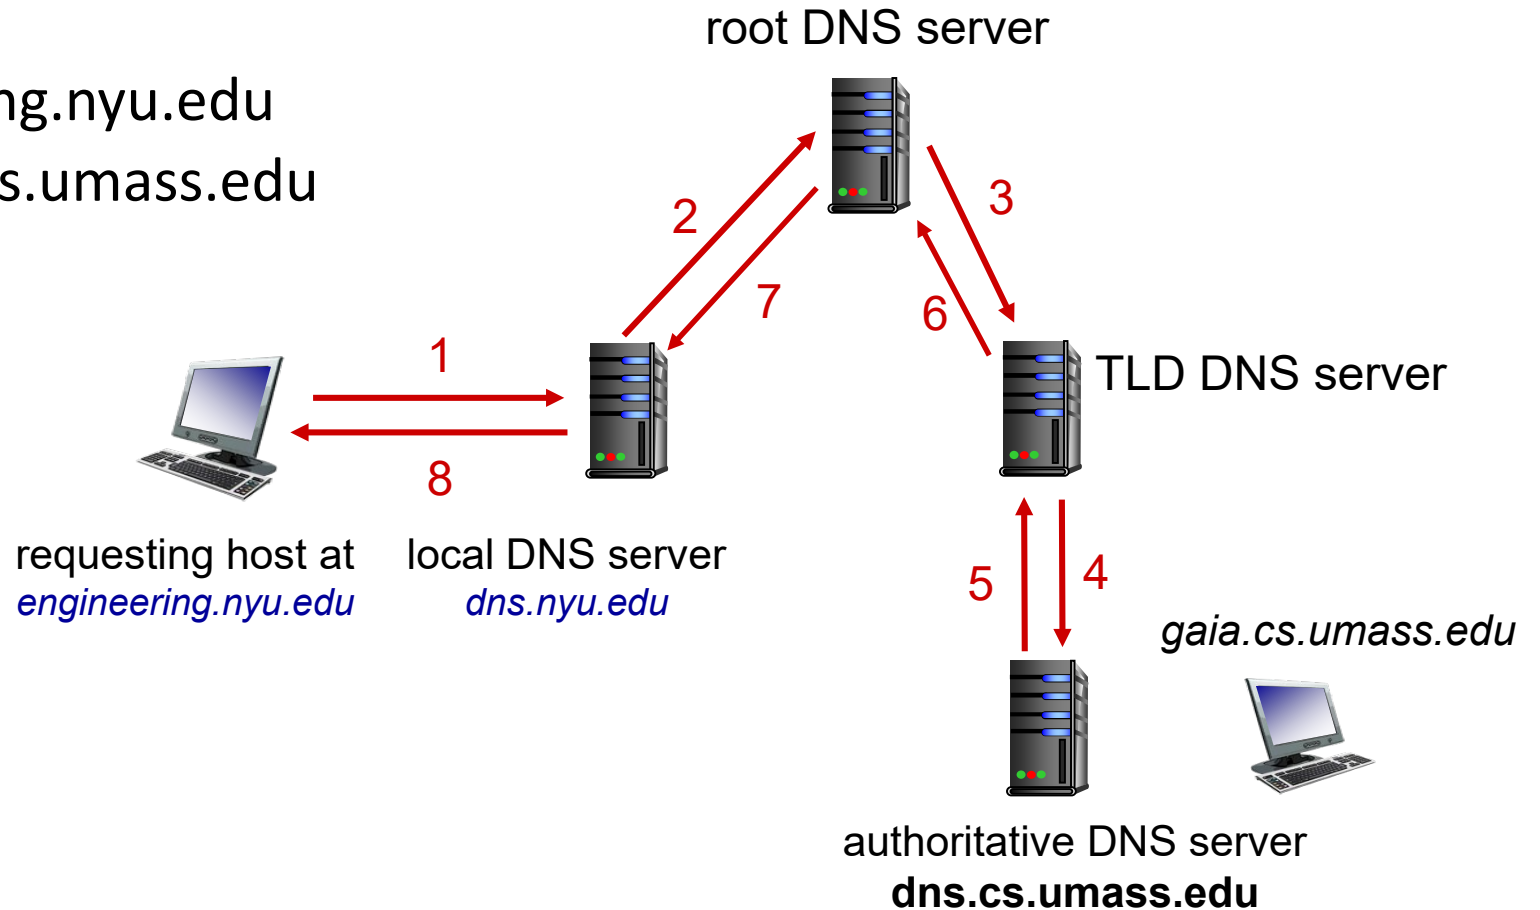 root DNS server
ng.nyu.edu
s.umass.edu
2
3
7
6
1
TLD DNS server
8
requesting host at
engineering.nyu.edu
local DNS server
dns.nyu.edu
5
4
gaia.cs.umass.edu
authoritative DNS server
dns.cs.umass.edu